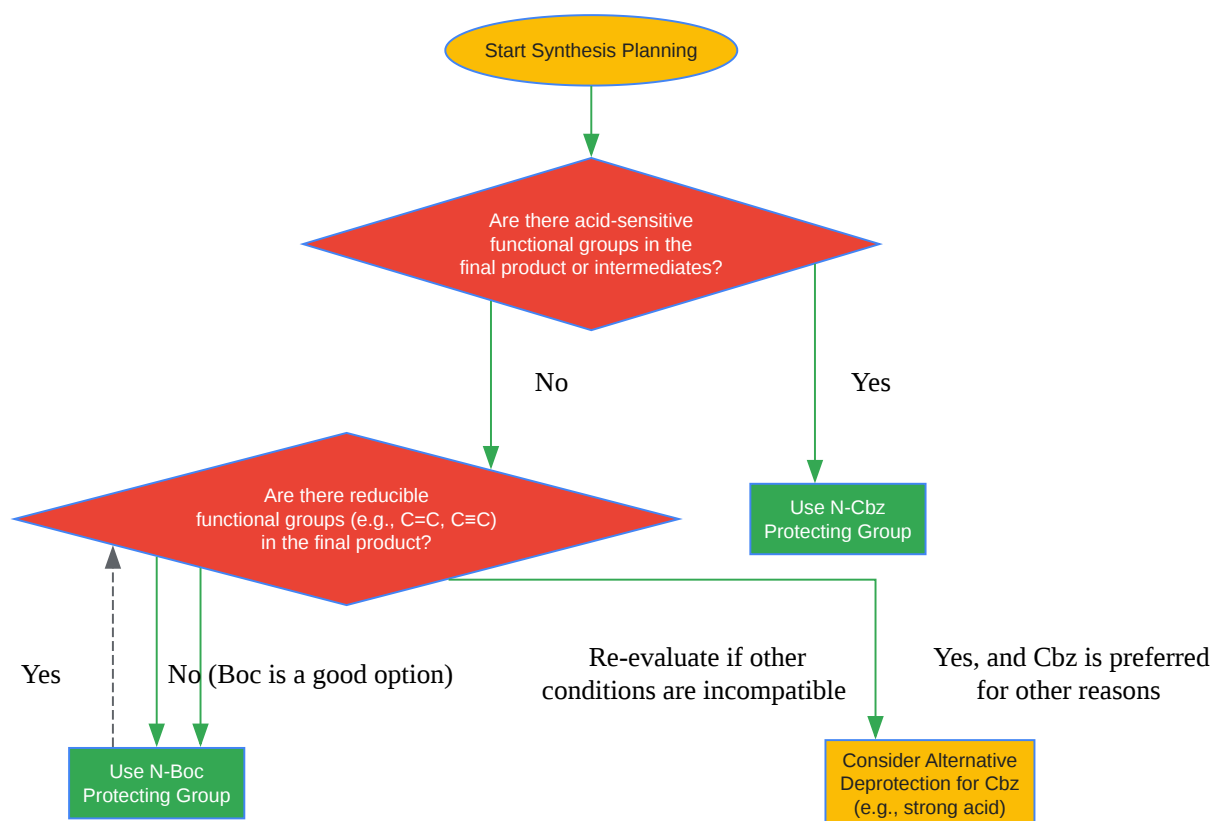 Start Synthesis Planning
Are there acid-sensitive
functional groups in the
final product or intermediates?
No
Yes
Are there reducible
functional groups (e.g., C=C, C≡C)
in the final product?
Use N-Cbz
Protecting Group
Yes
No (Boc is a good option)
Re-evaluate if other
conditions are incompatible
Yes, and Cbz is preferred
for other reasons
Use N-Boc
Protecting Group
Consider Alternative
Deprotection for Cbz
(e.g., strong acid)